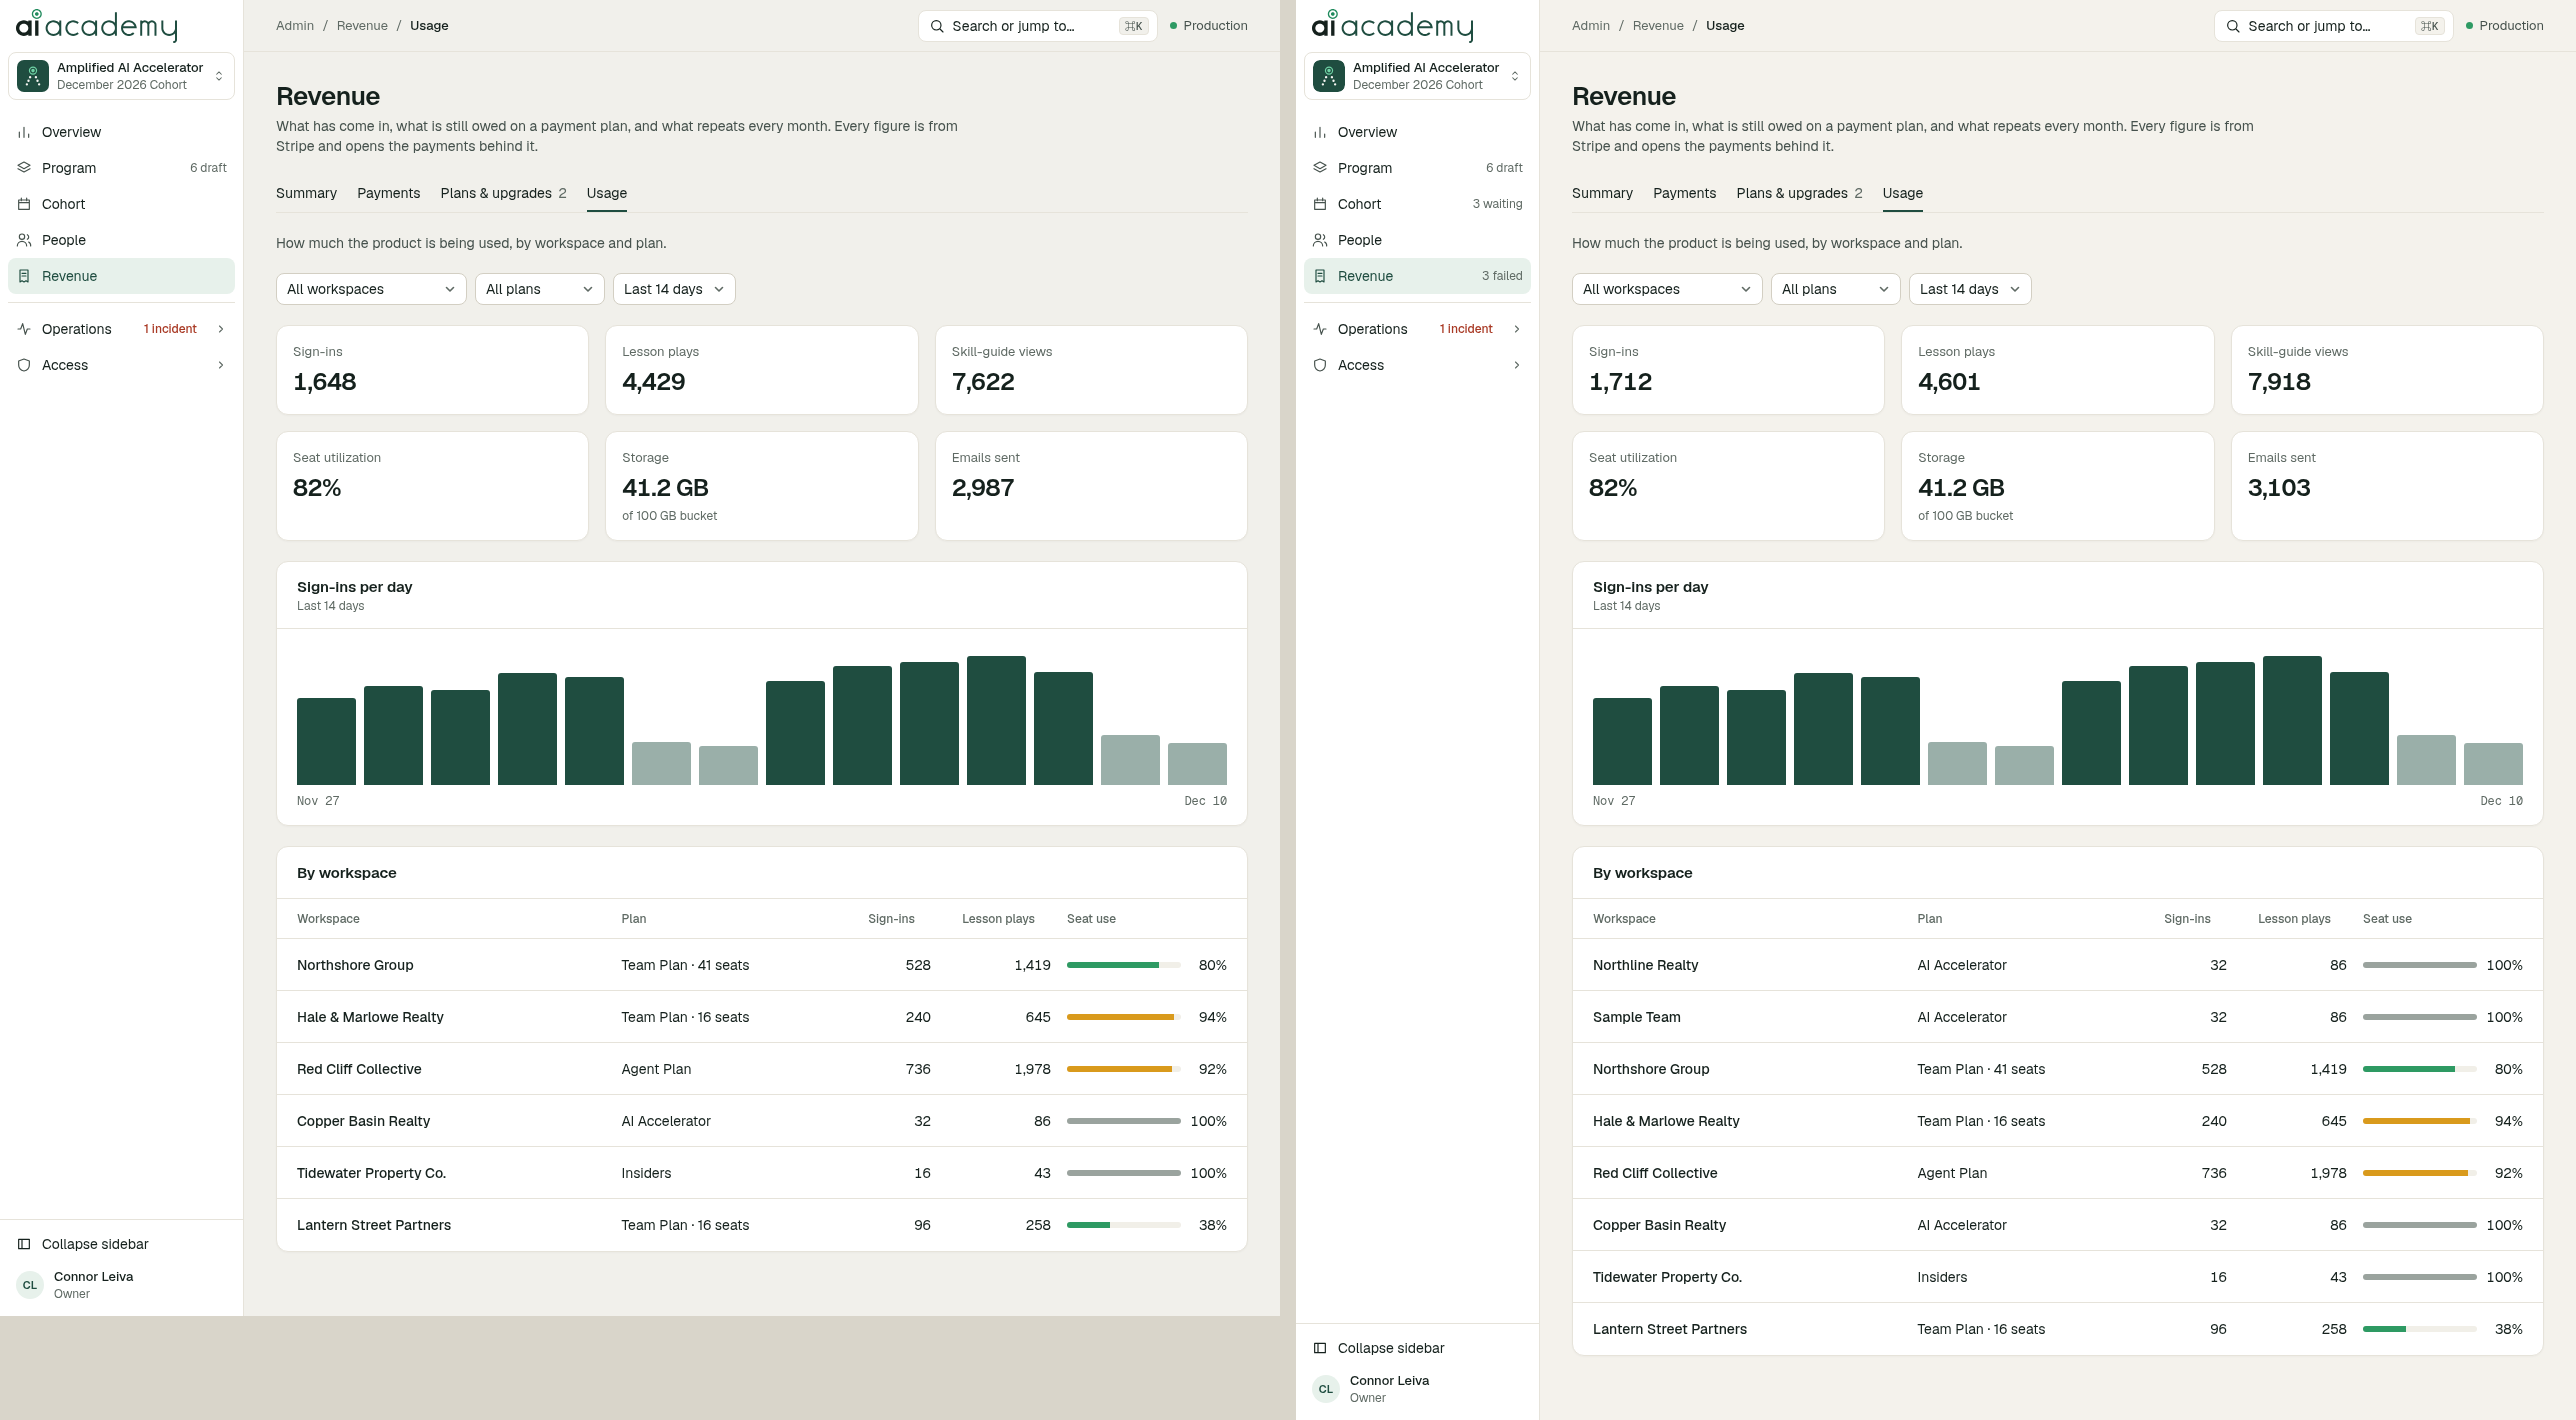 ai academy
Amplified AI Accelerator
December 2026 Cohort
Overview
Program 6 draft
Cohort
People
Revenue
Operations 1 incident
Access
Collapse sidebar
CL
Connor Leiva
Owner
Admin / Revenue / Usage
Search or jump to... ⌘K
Production
Revenue
What has come in, what is still owed on a payment plan, and what repeats every month. Every figure is from
Stripe and opens the payments behind it.
Summary Payments Plans & upgrades 2 Usage
How much the product is being used, by workspace and plan.
All workspaces All plans Last 14 days
Sign-ins Lesson plays Skill-guide views
1,648 4,429 7,622
Seat utilization Storage Emails sent
82% 41.2 GB 2,987
of 100 GB bucket
Sign-ins per day
Last 14 days
Nov 27 Dec 10
By workspace
Workspace Plan Sign-ins Lesson plays Seat use
Northshore Group Team Plan · 41 seats 528 1,419 80%
Hale & Marlowe Realty Team Plan · 16 seats 240 645 94%
Red Cliff Collective Agent Plan 736 1,978 92%
Copper Basin Realty AI Accelerator 32 86 100%
Tidewater Property Co. Insiders 16 43 100%
Lantern Street Partners Team Plan · 16 seats 96 258 38%
ai academy
Amplified AI Accelerator
December 2026 Cohort
Overview
Program 6 draft
Cohort 3 waiting
People
Revenue 3 failed
Operations 1 incident
Access
Collapse sidebar
CL
Connor Leiva
Owner
Admin / Revenue / Usage
Search or jump to... ⌘K
Production
Revenue
What has come in, what is still owed on a payment plan, and what repeats every month. Every figure is from
Stripe and opens the payments behind it.
Summary Payments Plans & upgrades 2 Usage
How much the product is being used, by workspace and plan.
All workspaces All plans Last 14 days
Sign-ins Lesson plays Skill-guide views
1,712 4,601 7,918
Seat utilization Storage Emails sent
82% 41.2 GB 3,103
of 100 GB bucket
Sign-ins per day
Last 14 days
Nov 27 Dec 10
By workspace
Workspace Plan Sign-ins Lesson plays Seat use
Northline Realty AI Accelerator 32 86 100%
Sample Team AI Accelerator 32 86 100%
Northshore Group Team Plan · 41 seats 528 1,419 80%
Hale & Marlowe Realty Team Plan · 16 seats 240 645 94%
Red Cliff Collective Agent Plan 736 1,978 92%
Copper Basin Realty AI Accelerator 32 86 100%
Tidewater Property Co. Insiders 16 43 100%
Lantern Street Partners Team Plan · 16 seats 96 258 38%